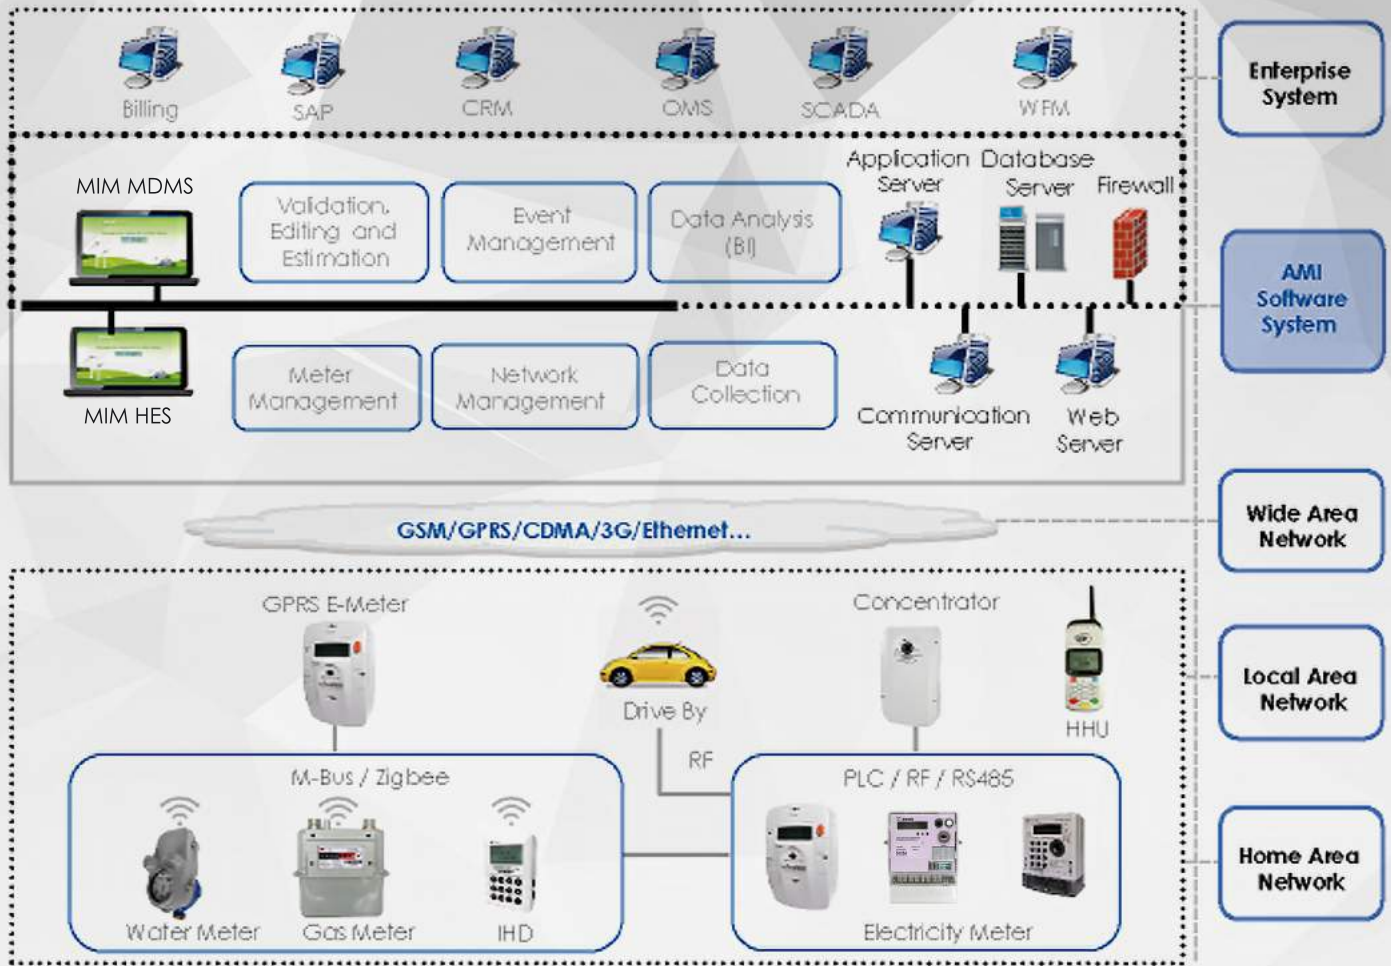 Billing
SAP
CRM
OMS
SCADA
WFM
Enterprise
System
MIM MDMS
Validation,
Editing and
Estimation
Event
Management
Data Analysis
(BI)
Application
Server
Database
Server
Firewall
AMI
Software
System
MIM HES
Meter
Management
Network
Management
Data
Collection
Communication
Server
Web
Server
GSM/GPRS/CDMA/3G/Ethernet...
Wide Area
Network
GPRS E-Meter
Drive By
Concentrator
HHU
Local Area
Network
RF
M-Bus / Zigbee
PLC / RF / RS485
Water Meter
Gas Meter
IHD
Electricity Meter
Home Area
Network